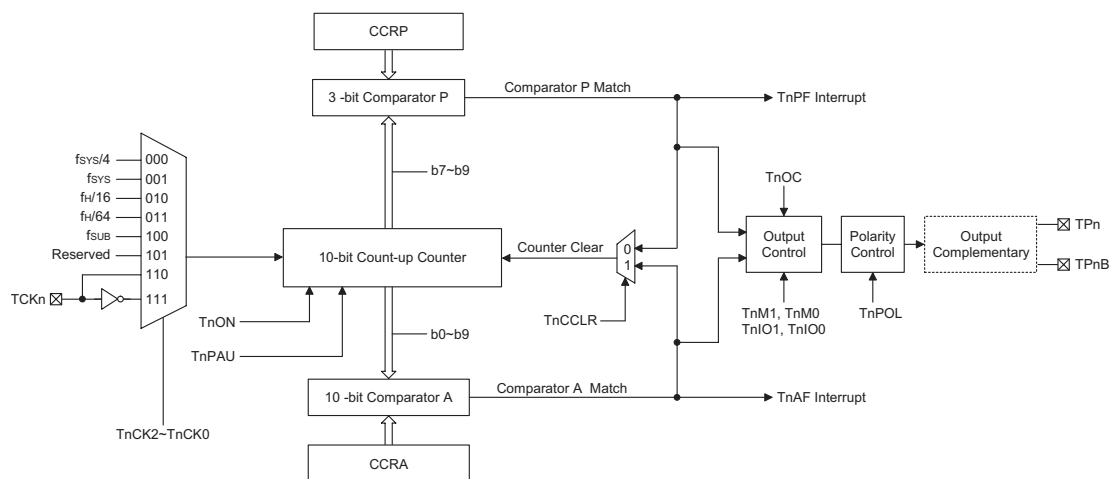 CCRP
3 -bit Comparator P
Comparator P Match
TnPF Interrupt
b7~b9
fSYS/4
000
fSYS
001
fH/16
010
fH/64
011
fSUB
100
Reserved
101
110
TCKn
111
TnCK2~TnCK0
10-bit Count-up Counter
TnON
TnPAU
Counter Clear
0
1
TnCCLR
TnOC
Output
Control
TnM1, TnM0
TnIO1, TnIO0
Polarity
Control
TnPOL
Output
Complementary
TPn
TPnB
b0~b9
10 -bit Comparator A
Comparator A Match
TnAF Interrupt
CCRA